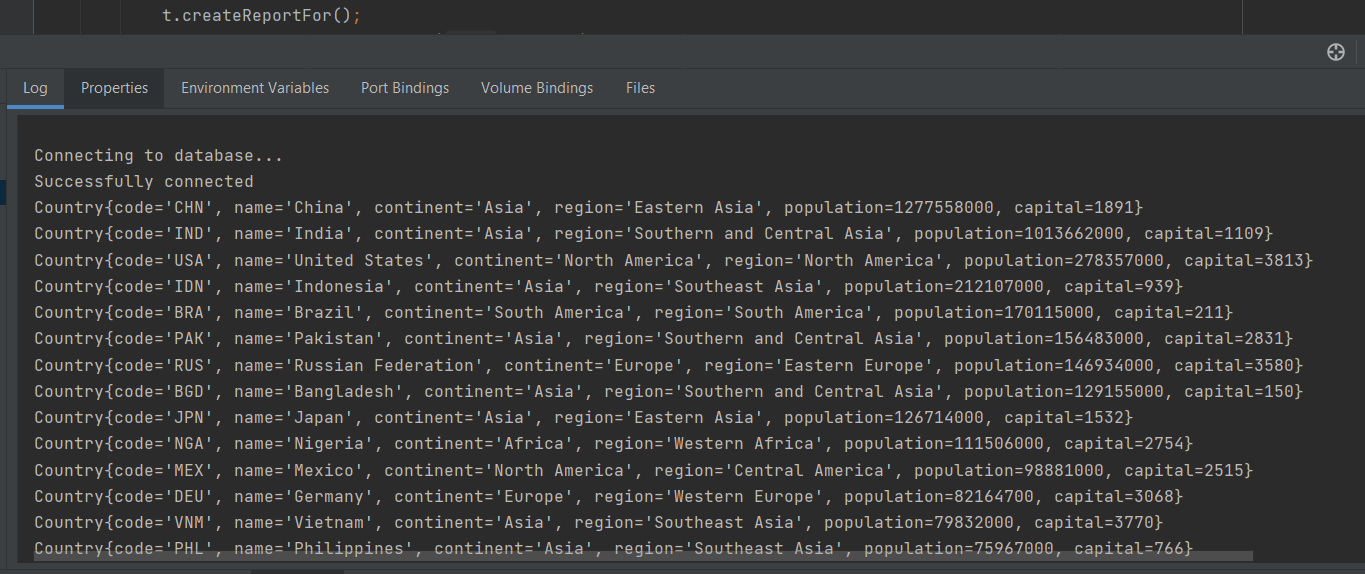 t.createReportFor();
Log Properties Environment Variables Port Bindings Volume Bindings Files
Connecting to database...
Successfully connected
Country{code='CHN', name='China', continent='Asia', region='Eastern Asia', population=1277558000, capital=1891}
Country{code='IND', name='India', continent='Asia', region='Southern and Central Asia', population=1013662000, capital=1109}
Country{code='USA', name='United States', continent='North America', region='North America', population=278357000, capital=3813}
Country{code='IDN', name='Indonesia', continent='Asia', region='Southeast Asia', population=212107000, capital=939}
Country{code='BRA', name='Brazil', continent='South America', region='South America', population=170115000, capital=211}
Country{code='PAK', name='Pakistan', continent='Asia', region='Southern and Central Asia', population=156483000, capital=2831}
Country{code='RUS', name='Russian Federation', continent='Europe', region='Eastern Europe', population=146934000, capital=3580}
Country{code='BGD', name='Bangladesh', continent='Asia', region='Southern and Central Asia', population=129155000, capital=150}
Country{code='JPN', name='Japan', continent='Asia', region='Eastern Asia', population=126714000, capital=1532}
Country{code='NGA', name='Nigeria', continent='Africa', region='Western Africa', population=111506000, capital=2754}
Country{code='MEX', name='Mexico', continent='North America', region='Central America', population=98881000, capital=2515}
Country{code='DEU', name='Germany', continent='Europe', region='Western Europe', population=82164700, capital=3068}
Country{code='VNM', name='Vietnam', continent='Asia', region='Southeast Asia', population=79832000, capital=3770}
Country{code='PHL', name='Philippines', continent='Asia', region='Southeast Asia', population=75967000, capital=766}